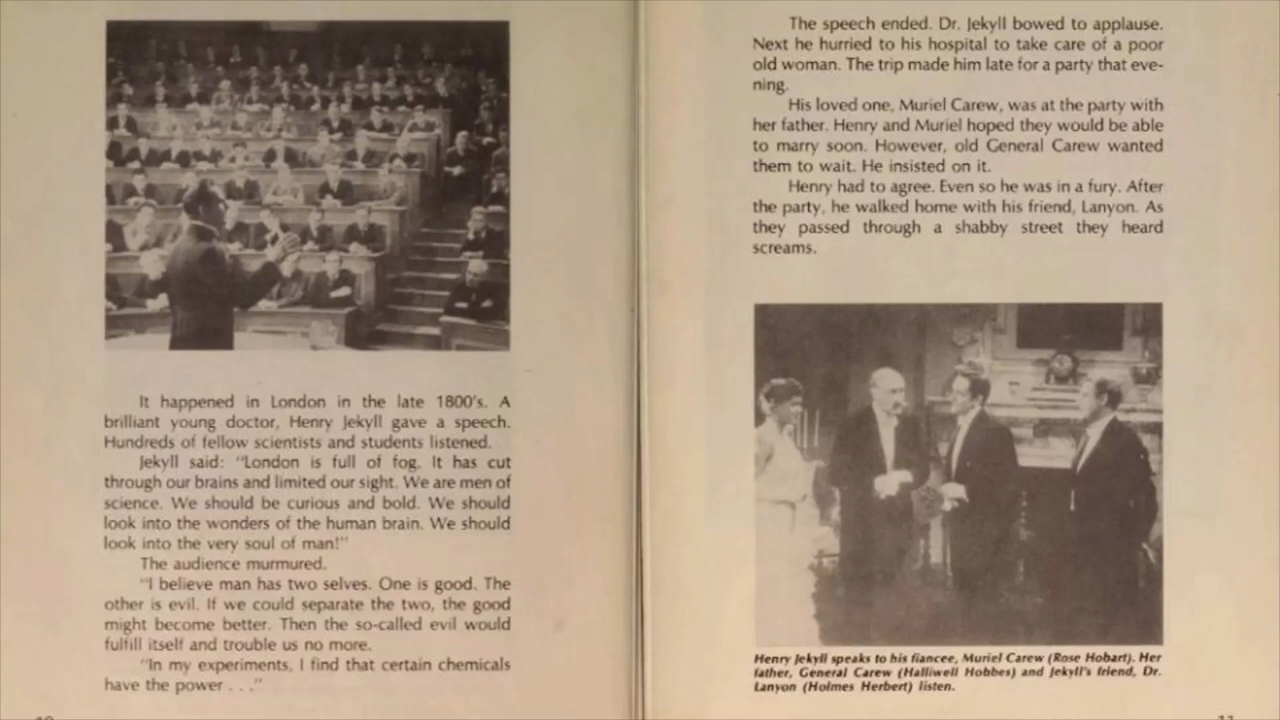 It happened in London in the late 1800's. A
brilliant young doctor, Henry Jekyll gave a speech.
Hundreds of fellow scientists and students listened.
Jekyll said: "London is full of fog. It has cut
through our brains and limited our sight. We are men of
science. We should be curious and bold. We should
look into the wonders of the human brain. We should
look into the very soul of man!"
The audience murmured.
"I believe man has two selves. One is good. The
other is evil. If we could separate the two, the good
might become better. Then the so-called evil would
fulfill itself and trouble us no more.
"In my experiments, I find that certain chemicals
have the power . . ."
The speech ended. Dr. Jekyll bowed to applause.
Next he hurried to his hospital to take care of a poor
old woman. The trip made him late for a party that eve-
ning.
His loved one, Muriel Carew, was at the party with
her father. Henry and Muriel hoped they would be able
to marry soon. However, old General Carew wanted
them to wait. He insisted on it.
Henry had to agree. Even so he was in a fury. After
the party, he walked home with his friend, Lanyon. As
they passed through a shabby street they heard
screams.
Henry Jekyll speaks to his fiancee, Muriel Carew (Rose Hobart). Her
father, General Carew (Halliwell Hobbes) and Jekyll's friend, Dr.
Lanyon (Holmes Herbert) listen.